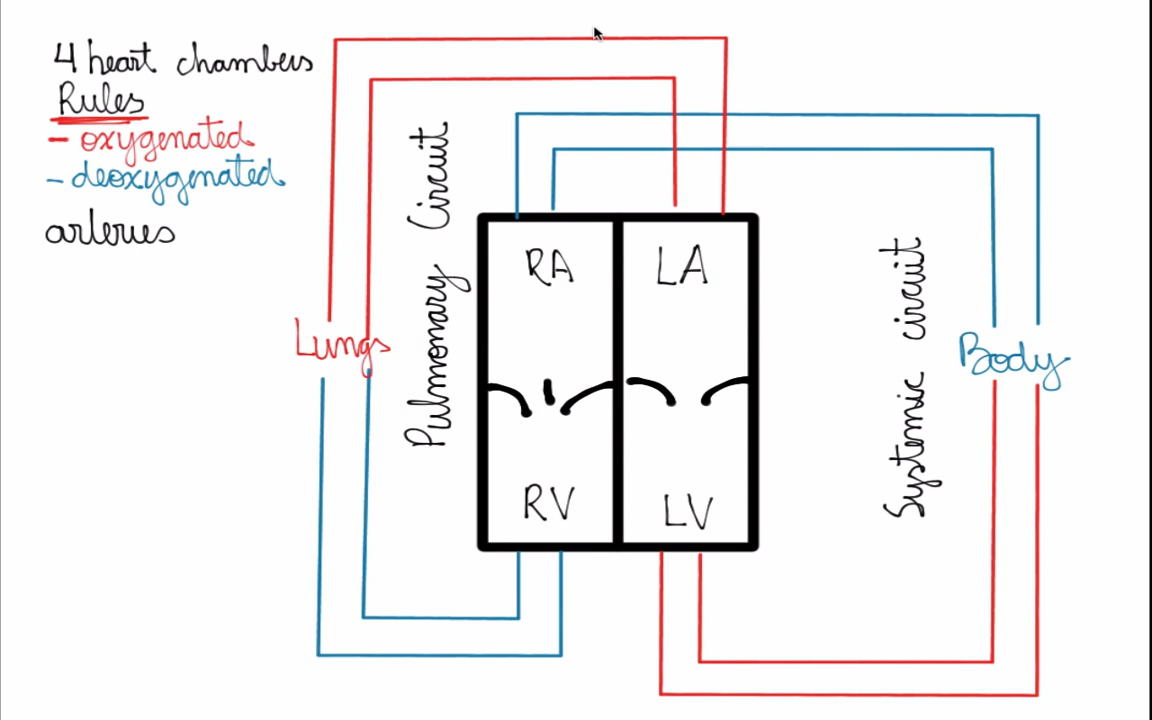 4 heart chambers
Rules
- oxygenated
- deoxygenated
arteries
Pulmonary Circuit
Systemic circuit
RA
LA
Lungs
Body
RV
LV